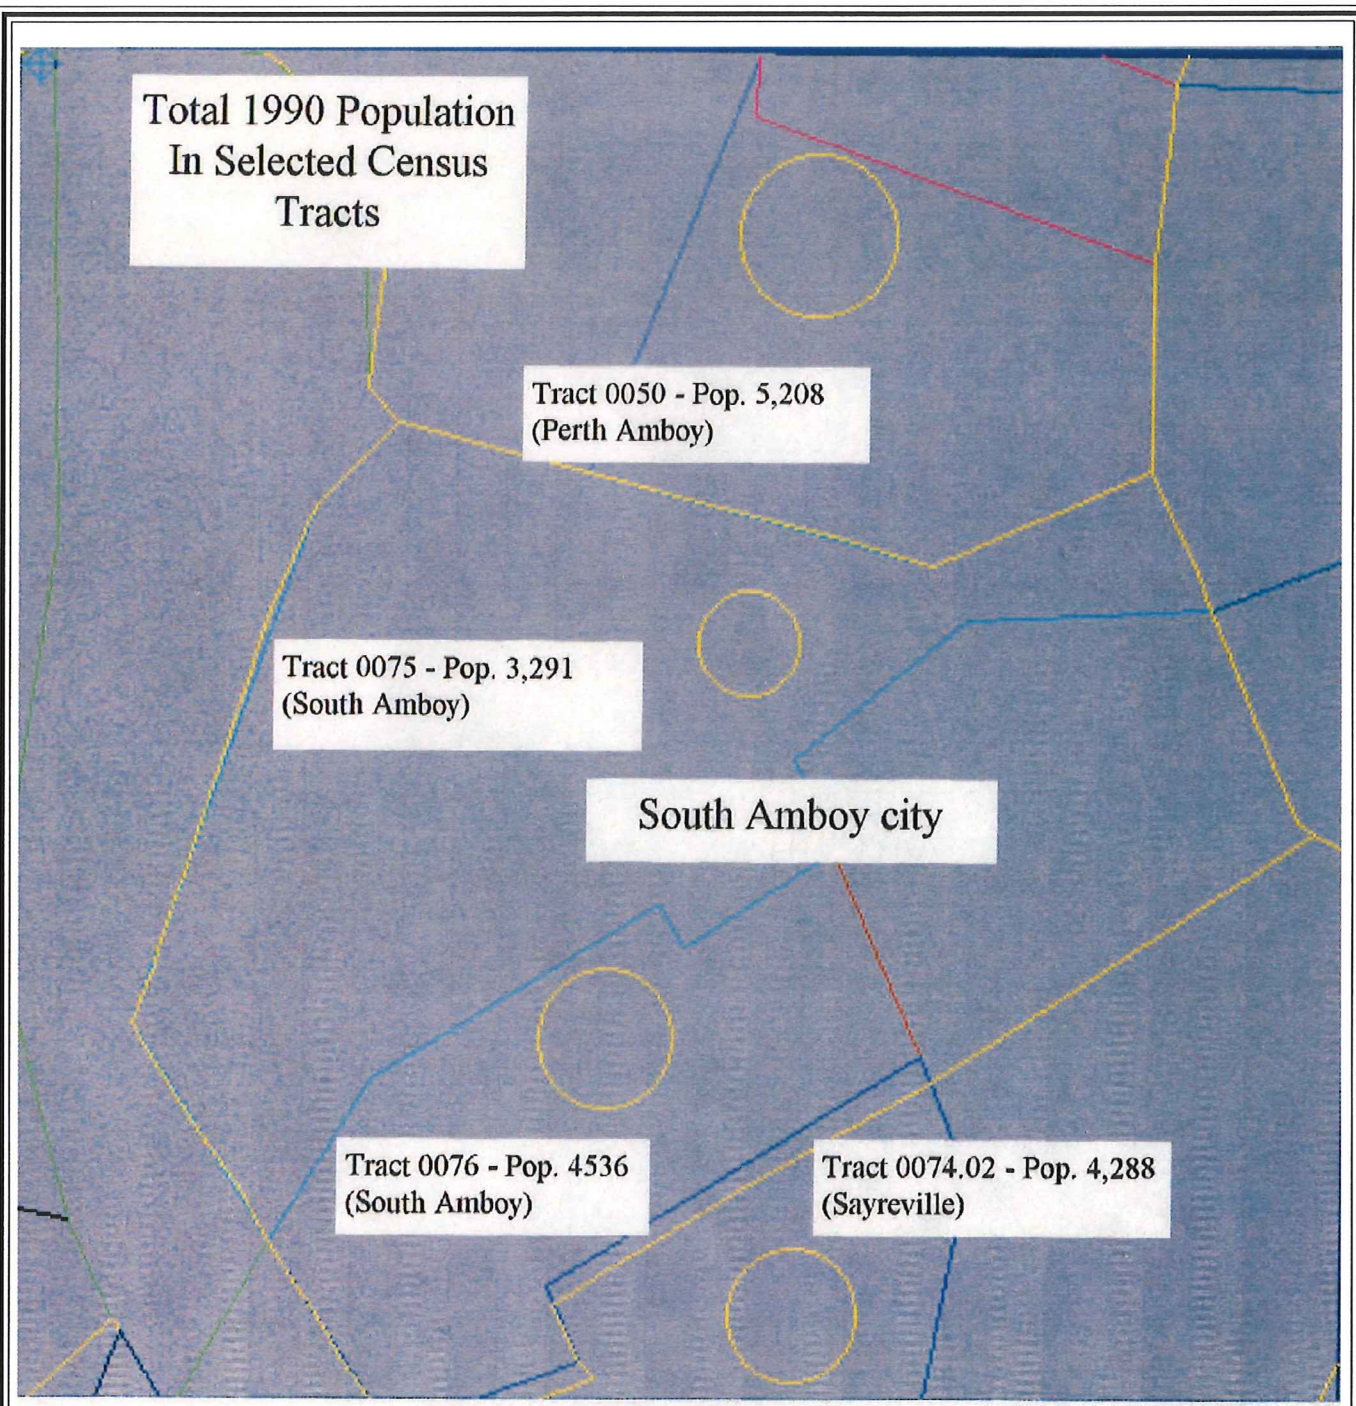 Total 1990 Population
In Selected Census
Tracts
Tract 0050 - Pop. 5,208
(Perth Amboy)
Tract 0075 - Pop. 3,291
(South Amboy)
South Amboy city
Tract 0076 - Pop. 4536
(South Amboy)
Tract 0074.02 - Pop. 4,288
(Sayreville)